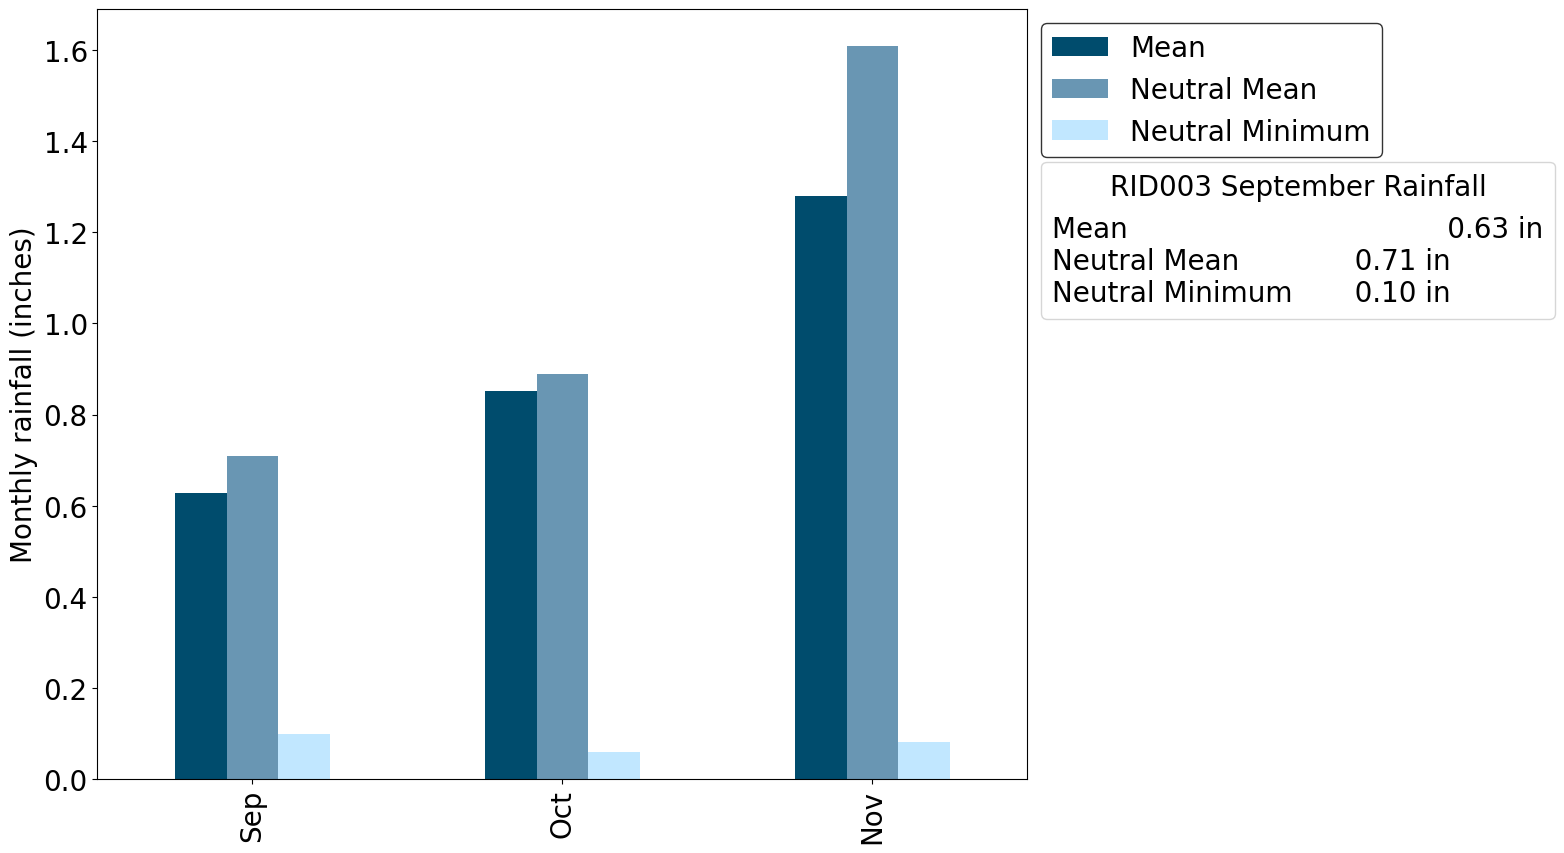 Monthly rainfall (inches)
1.6
1.4
1.2
1.0
0.8
0.6
0.4
0.2
0.0
Sep
Oct
Nov
Mean
Neutral Mean
Neutral Minimum
RID003 September Rainfall
Mean 0.63 in
Neutral Mean 0.71 in
Neutral Minimum 0.10 in